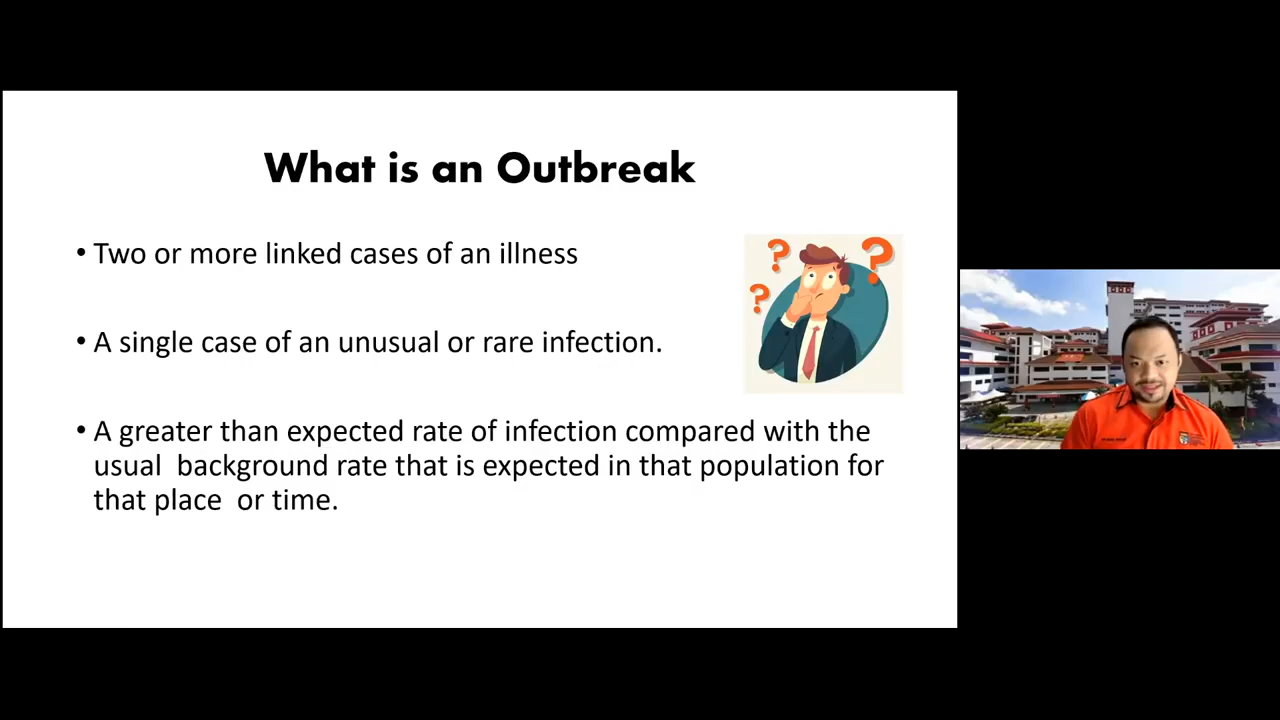 What is an Outbreak
• Two or more linked cases of an illness
• A single case of an unusual or rare infection.
• A greater than expected rate of infection compared with the
usual background rate that is expected in that population for
that place or time.
? ? ?